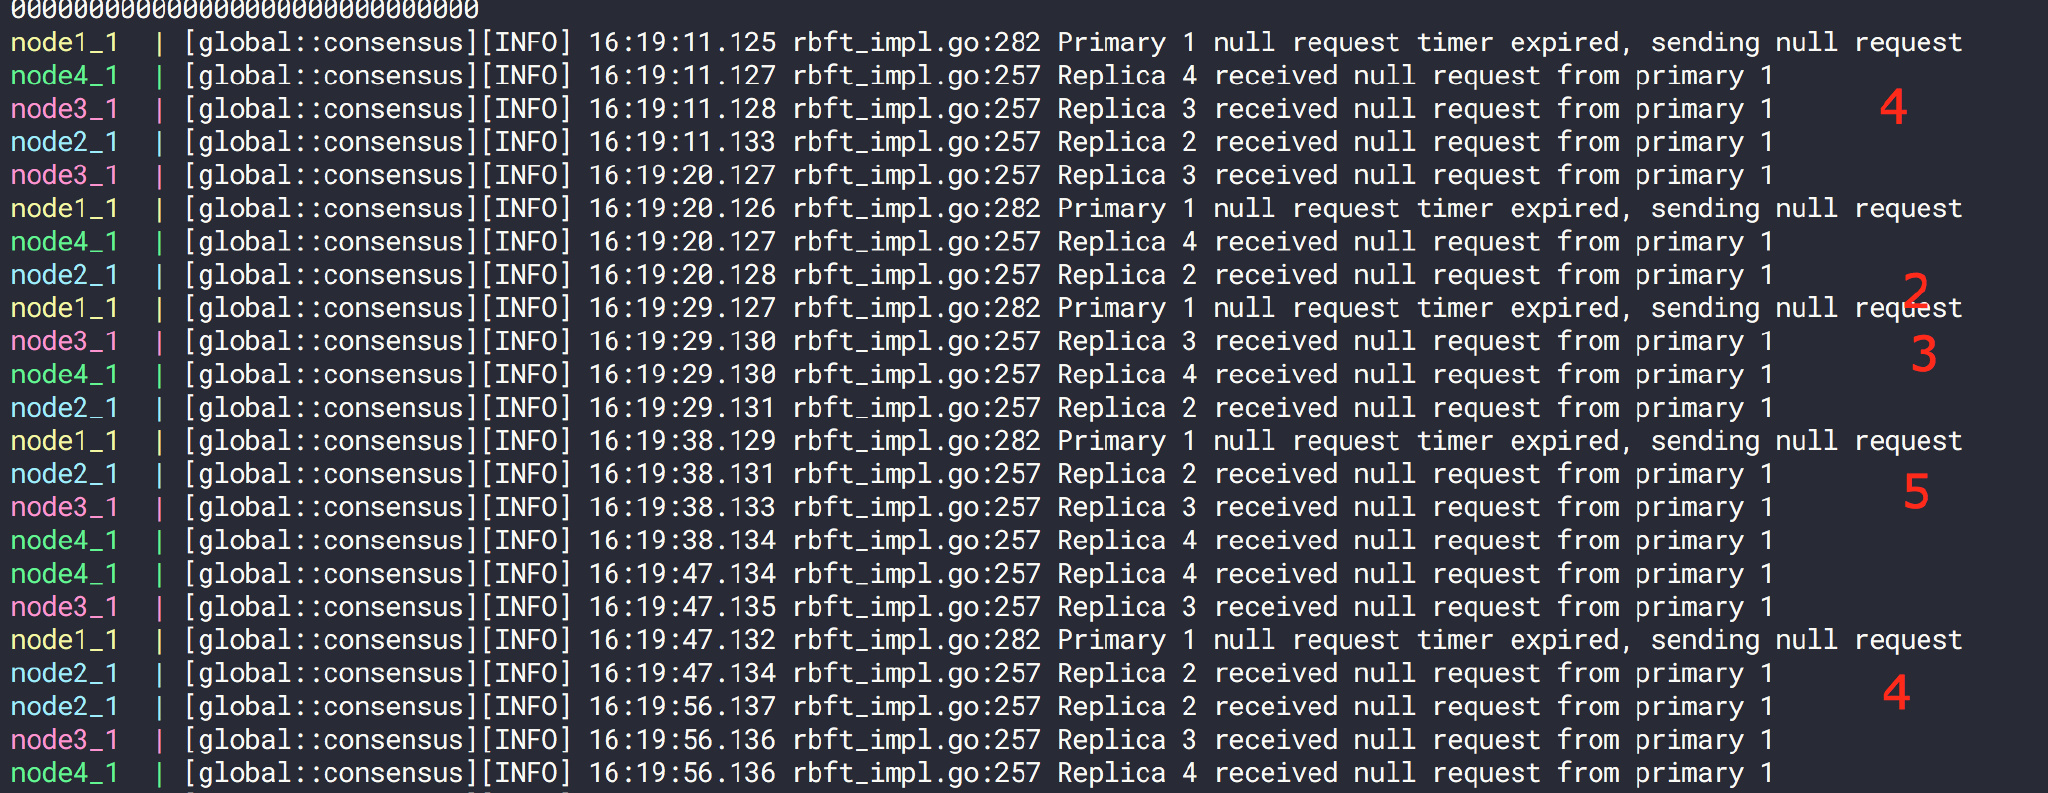 000000000000000000000000000000
node1_1 | [global::consensus][INFO] 16:19:11.125 rbft_impl.go:282 Primary 1 null request timer expired, sending null request
node4_1 | [global::consensus][INFO] 16:19:11.127 rbft_impl.go:257 Replica 4 received null request from primary 1
node3_1 | [global::consensus][INFO] 16:19:11.128 rbft_impl.go:257 Replica 3 received null request from primary 1
4
node2_1 | [global::consensus][INFO] 16:19:11.133 rbft_impl.go:257 Replica 2 received null request from primary 1
node3_1 | [global::consensus][INFO] 16:19:20.127 rbft_impl.go:257 Replica 3 received null request from primary 1
node1_1 | [global::consensus][INFO] 16:19:20.126 rbft_impl.go:282 Primary 1 null request timer expired, sending null request
node4_1 | [global::consensus][INFO] 16:19:20.127 rbft_impl.go:257 Replica 4 received null request from primary 1
node2_1 | [global::consensus][INFO] 16:19:20.128 rbft_impl.go:257 Replica 2 received null request from primary 1
2
node1_1 | [global::consensus][INFO] 16:19:29.127 rbft_impl.go:282 Primary 1 null request timer expired, sending null request
node3_1 | [global::consensus][INFO] 16:19:29.130 rbft_impl.go:257 Replica 3 received null request from primary 1
3
node4_1 | [global::consensus][INFO] 16:19:29.130 rbft_impl.go:257 Replica 4 received null request from primary 1
node2_1 | [global::consensus][INFO] 16:19:29.131 rbft_impl.go:257 Replica 2 received null request from primary 1
node1_1 | [global::consensus][INFO] 16:19:38.129 rbft_impl.go:282 Primary 1 null request timer expired, sending null request
node2_1 | [global::consensus][INFO] 16:19:38.131 rbft_impl.go:257 Replica 2 received null request from primary 1
5
node3_1 | [global::consensus][INFO] 16:19:38.133 rbft_impl.go:257 Replica 3 received null request from primary 1
node4_1 | [global::consensus][INFO] 16:19:38.134 rbft_impl.go:257 Replica 4 received null request from primary 1
node4_1 | [global::consensus][INFO] 16:19:47.134 rbft_impl.go:257 Replica 4 received null request from primary 1
node3_1 | [global::consensus][INFO] 16:19:47.135 rbft_impl.go:257 Replica 3 received null request from primary 1
node1_1 | [global::consensus][INFO] 16:19:47.132 rbft_impl.go:282 Primary 1 null request timer expired, sending null request
node2_1 | [global::consensus][INFO] 16:19:47.134 rbft_impl.go:257 Replica 2 received null request from primary 1
4
node2_1 | [global::consensus][INFO] 16:19:56.137 rbft_impl.go:257 Replica 2 received null request from primary 1
node3_1 | [global::consensus][INFO] 16:19:56.136 rbft_impl.go:257 Replica 3 received null request from primary 1
node4_1 | [global::consensus][INFO] 16:19:56.136 rbft_impl.go:257 Replica 4 received null request from primary 1